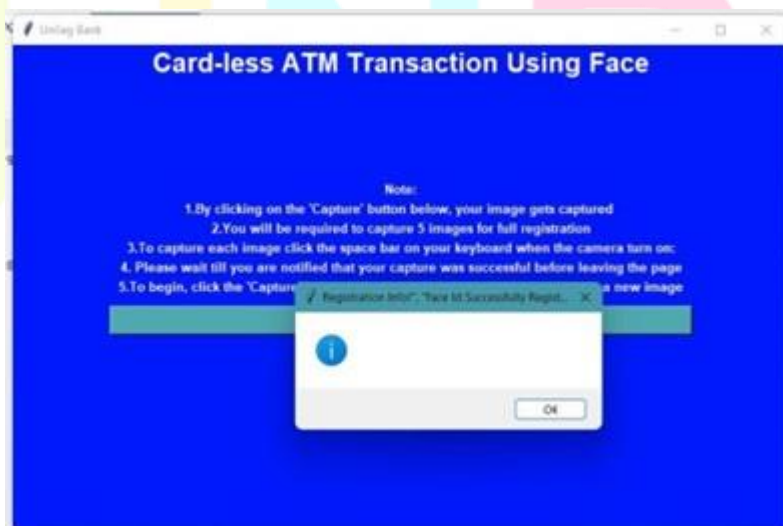 Unilag Bank
Card-less ATM Transaction Using Face
Note:
1.By clicking on the 'Capture' button below, your image gets captured
2.You will be required to capture 5 images for full registration
3.To capture each image click the space bar on your keyboard when the camera turn on:
4. Please wait till you are notified that your capture was successful before leaving the page
5.To begin, click the 'Capture a new image
Registration Info!", "Face Id Successfully Regist...
OK